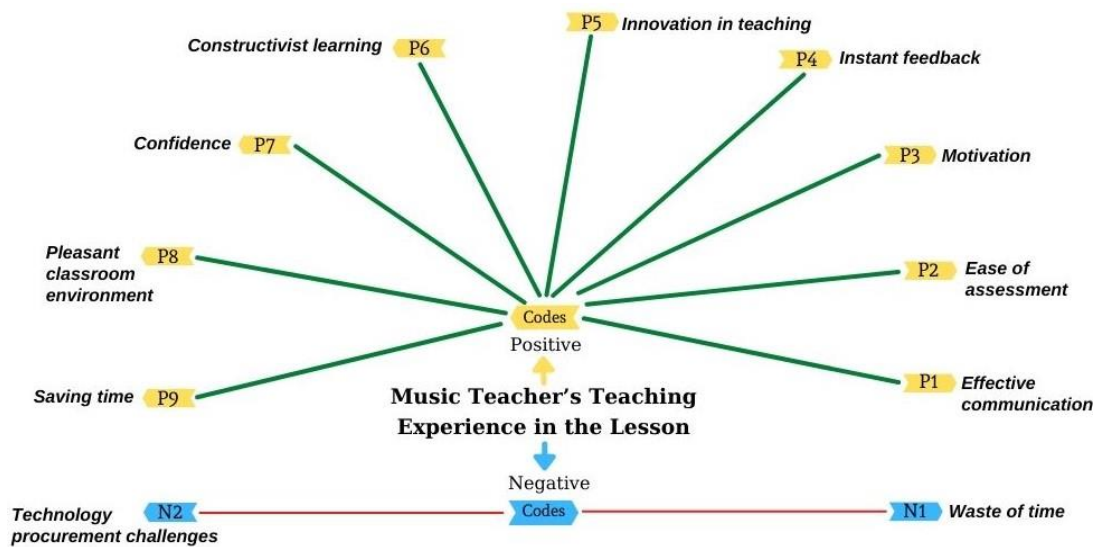 P5 Innovation in teaching
Constructivist learning P6
P4 Instant feedback
Confidence P7
P3 Motivation
Pleasant
classroom
environment
P8
P2
Ease of
assessment
Codes
Positive
Saving time P9
P1
Effective
communication
Music Teacher’s Teaching
Experience in the Lesson
Negative
Codes
N2
Technology
procurement challenges
N1 Waste of time